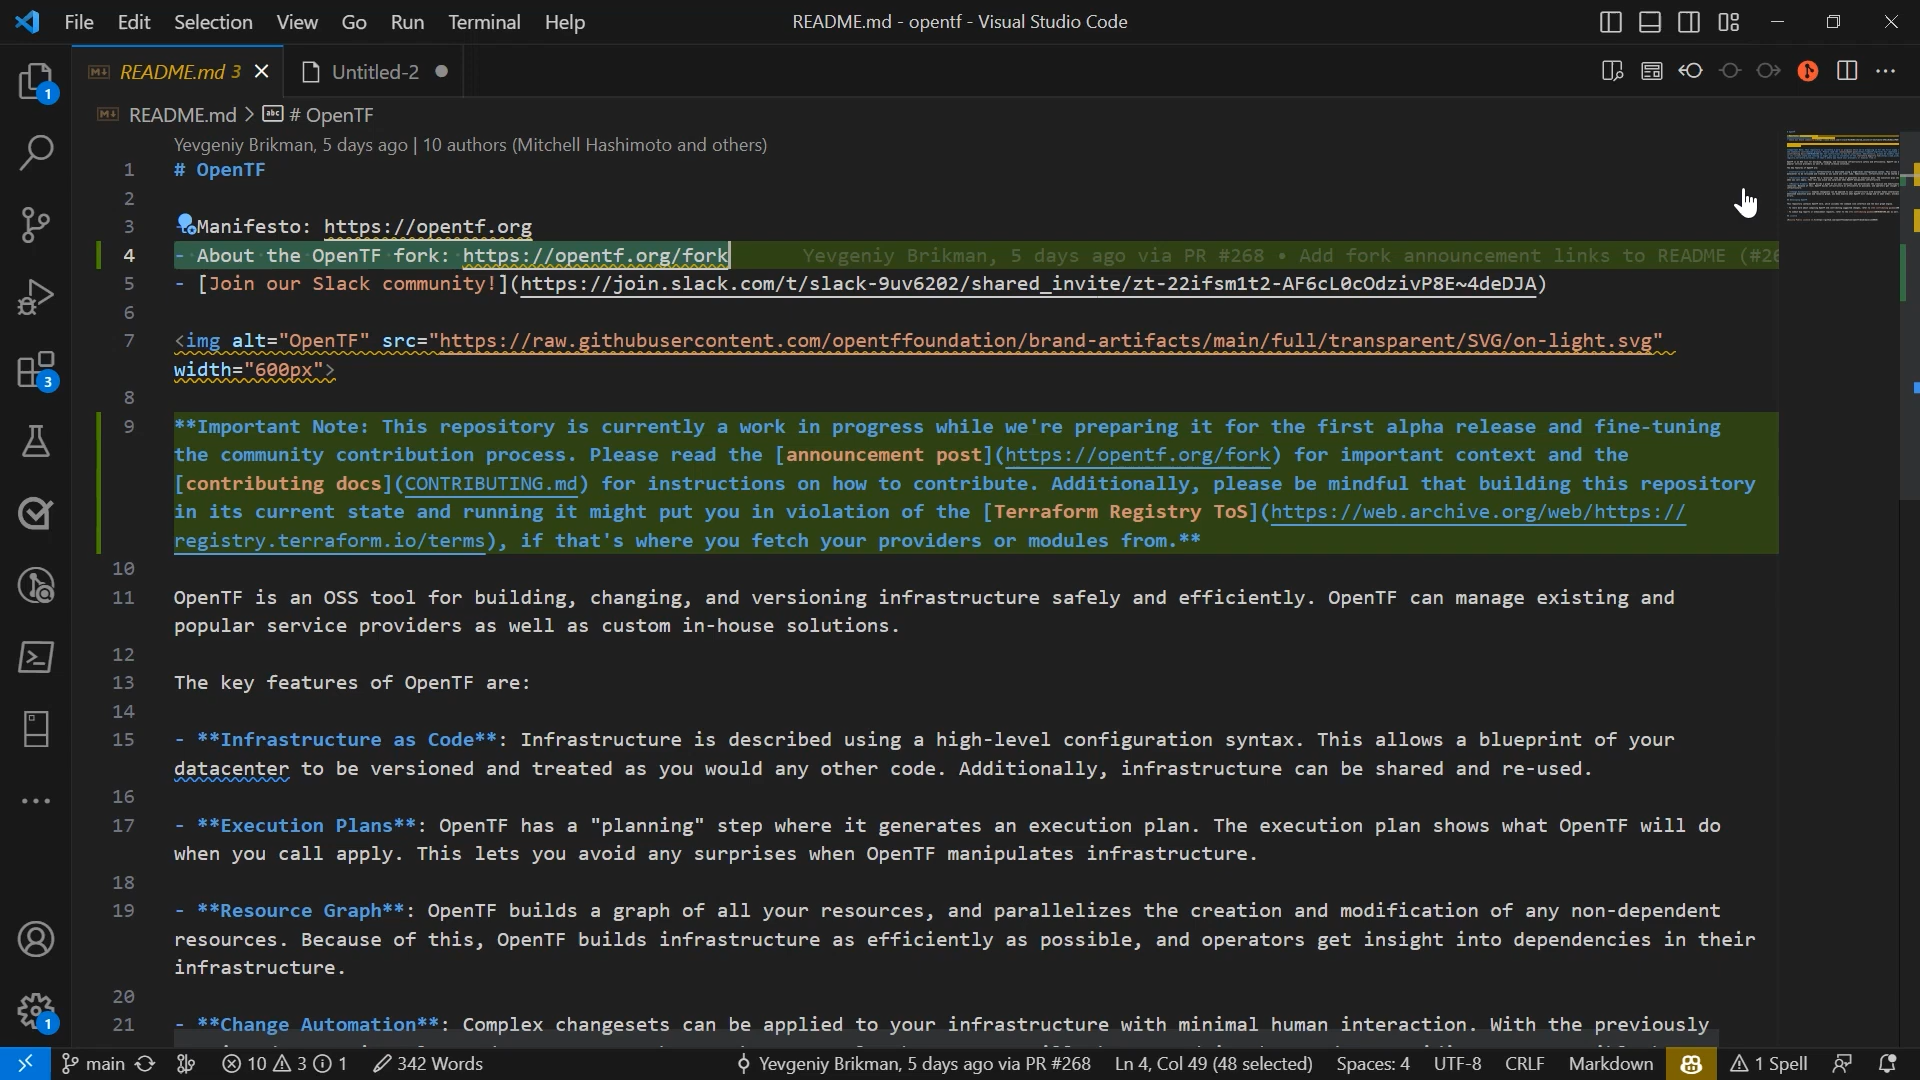 File Edit Selection View Go Run Terminal Help README.md - opentf - Visual Studio Code
README.md 3 Untitled-2
README.md > # OpenTF
Yevgeniy Brikman, 5 days ago | 10 authors (Mitchell Hashimoto and others)
1 # OpenTF
2
3 Manifesto: https://opentf.org
4 - About the OpenTF fork: https://opentf.org/fork Yevgeniy Brikman, 5 days ago via PR #268 • Add fork announcement links to README (#26
5 - [Join our Slack community!](https://join.slack.com/t/slack-9uv6202/shared_invite/zt-22ifsm1t2-AF6cL0cOdzivP8E~4deDJA)
6
7 <img alt="OpenTF" src="https://raw.githubusercontent.com/opentffoundation/brand-artifacts/main/full/transparent/SVG/on-light.svg"
width="600px">
8
9 **Important Note: This repository is currently a work in progress while we're preparing it for the first alpha release and fine-tuning
the community contribution process. Please read the [announcement post](https://opentf.org/fork) for important context and the
[contributing docs](CONTRIBUTING.md) for instructions on how to contribute. Additionally, please be mindful that building this repository
in its current state and running it might put you in violation of the [Terraform Registry ToS](https://web.archive.org/web/https://
registry.terraform.io/terms), if that's where you fetch your providers or modules from.**
10
11 OpenTF is an OSS tool for building, changing, and versioning infrastructure safely and efficiently. OpenTF can manage existing and
popular service providers as well as custom in-house solutions.
12
13 The key features of OpenTF are:
14
15 - **Infrastructure as Code**: Infrastructure is described using a high-level configuration syntax. This allows a blueprint of your
datacenter to be versioned and treated as you would any other code. Additionally, infrastructure can be shared and re-used.
16
17 - **Execution Plans**: OpenTF has a "planning" step where it generates an execution plan. The execution plan shows what OpenTF will do
when you call apply. This lets you avoid any surprises when OpenTF manipulates infrastructure.
18
19 - **Resource Graph**: OpenTF builds a graph of all your resources, and parallelizes the creation and modification of any non-dependent
resources. Because of this, OpenTF builds infrastructure as efficiently as possible, and operators get insight into dependencies in their
infrastructure.
20
21 - **Change Automation**: Complex changesets can be applied to your infrastructure with minimal human interaction. With the previously
1
3
1
main 10 3 1 342 Words Yevgeniy Brikman, 5 days ago via PR #268 Ln 4, Col 49 (48 selected) Spaces: 4 UTF-8 CRLF Markdown 1 Spell